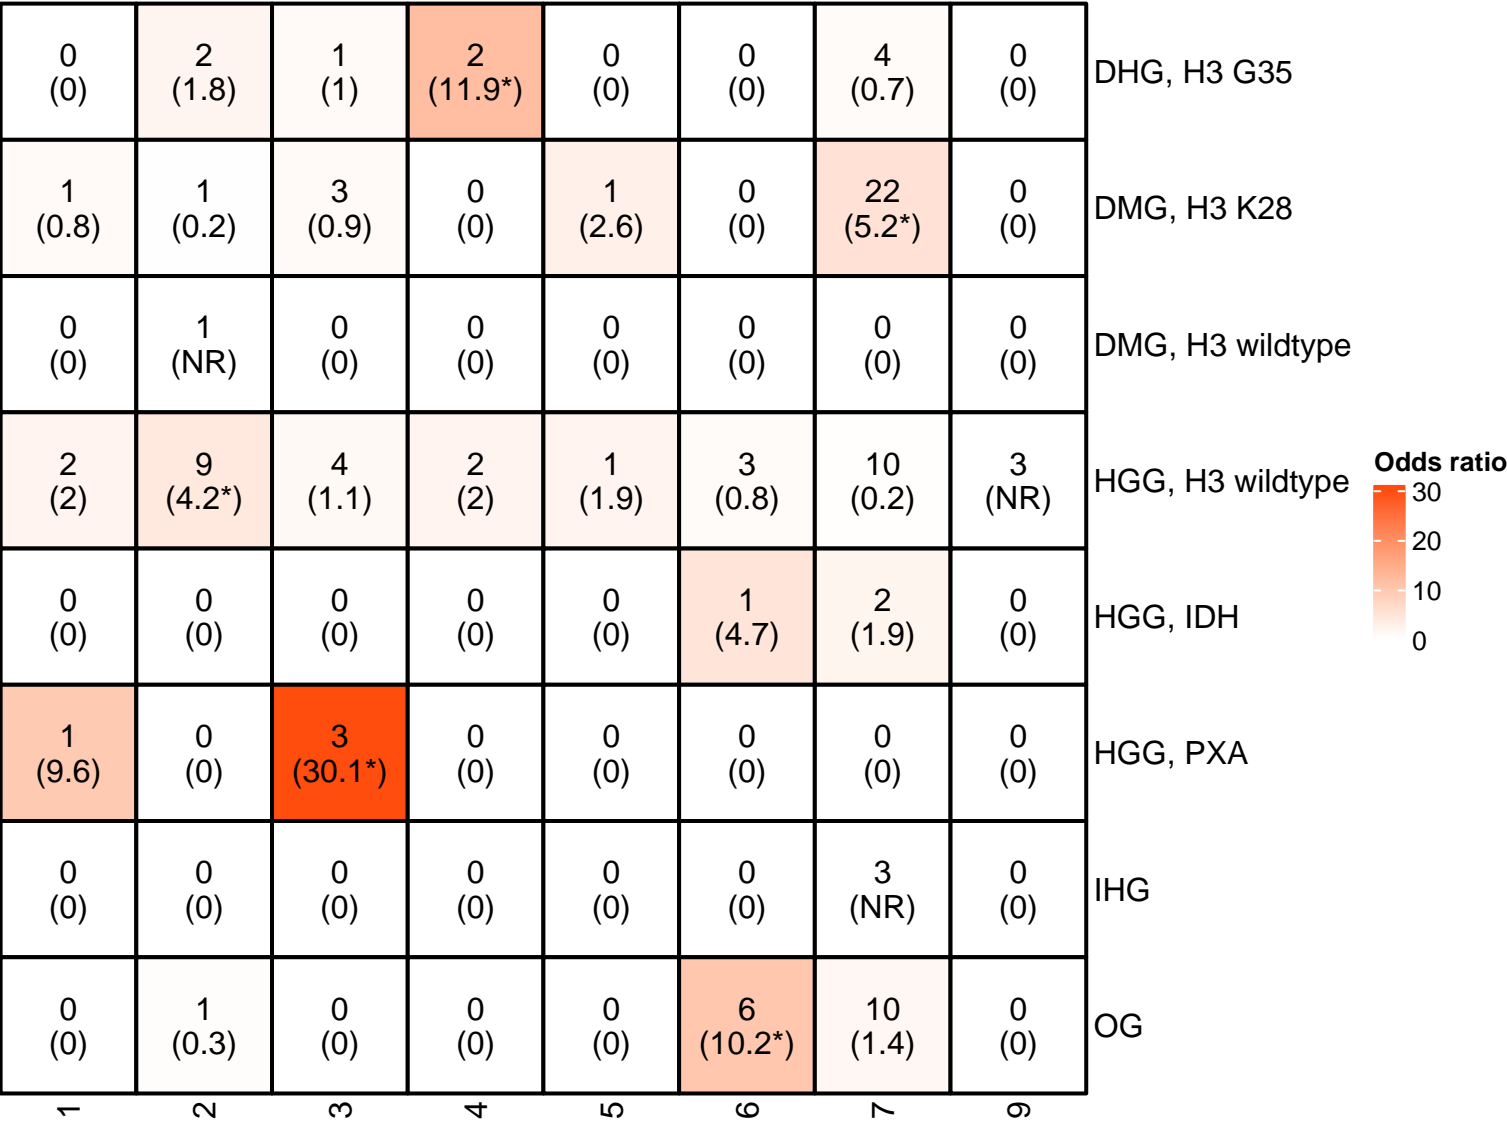 0 2 1 2 0 0 4 0
(0) (1.8) (1) (11.9*) (0) (0) (0.7) (0)
DHG, H3 G35
1 1 3 0 1 0 22 0
(0.8) (0.2) (0.9) (0) (2.6) (0) (5.2*) (0)
DMG, H3 K28
0 1 0 0 0 0 0 0
(0) (NR) (0) (0) (0) (0) (0) (0)
DMG, H3 wildtype
2 9 4 2 1 3 10 3
(2) (4.2*) (1.1) (2) (1.9) (0.8) (0.2) (NR)
HGG, H3 wildtype
0 0 0 0 0 1 2 0
(0) (0) (0) (0) (0) (4.7) (1.9) (0)
HGG, IDH
1 0 3 0 0 0 0 0
(9.6) (0) (30.1*) (0) (0) (0) (0) (0)
HGG, PXA
0 0 0 0 0 0 3 0
(0) (0) (0) (0) (0) (0) (NR) (0)
IHG
0 1 0 0 0 6 10 0
(0) (0.3) (0) (0) (0) (10.2*) (1.4) (0)
OG
1 2 3 4 5 6 7 9
Odds ratio
30
20
10
0